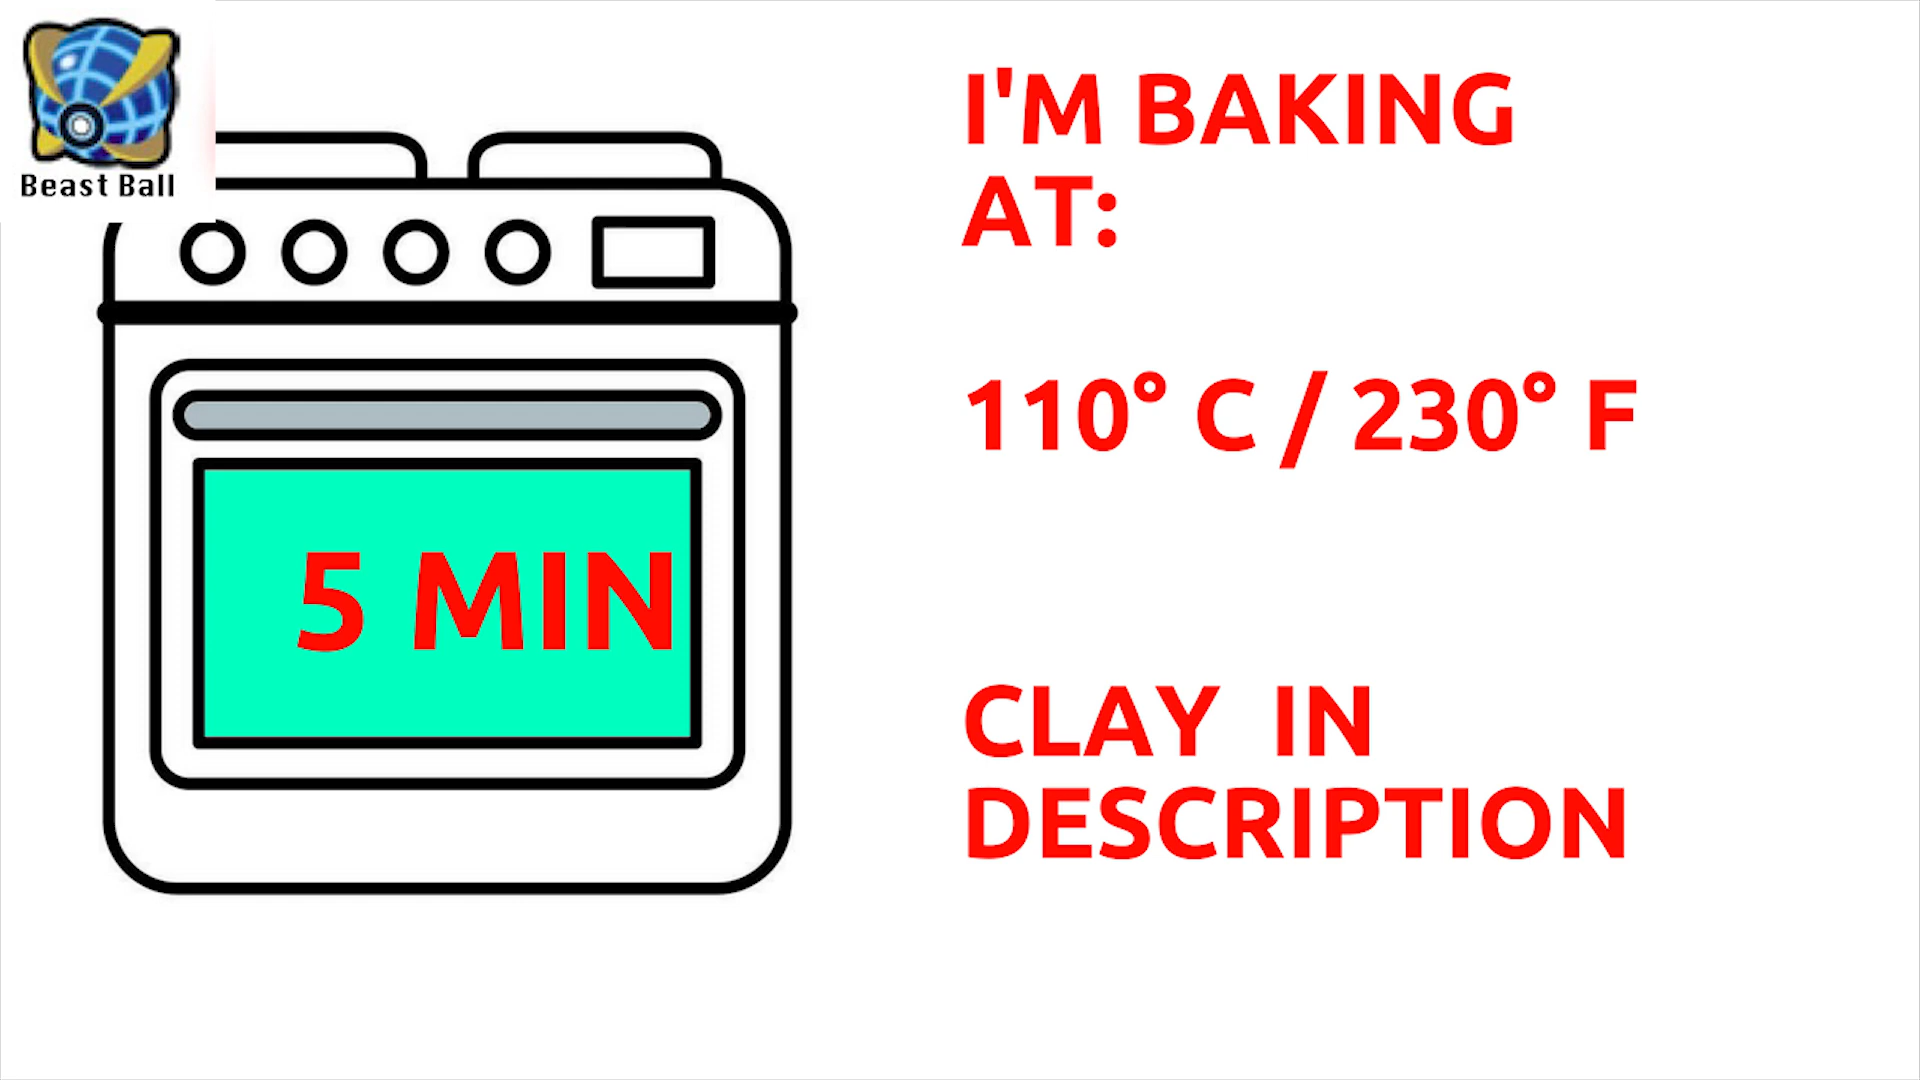 Beast Ball
I'M BAKING
AT:
110° C / 230° F
5 MIN
CLAY IN
DESCRIPTION